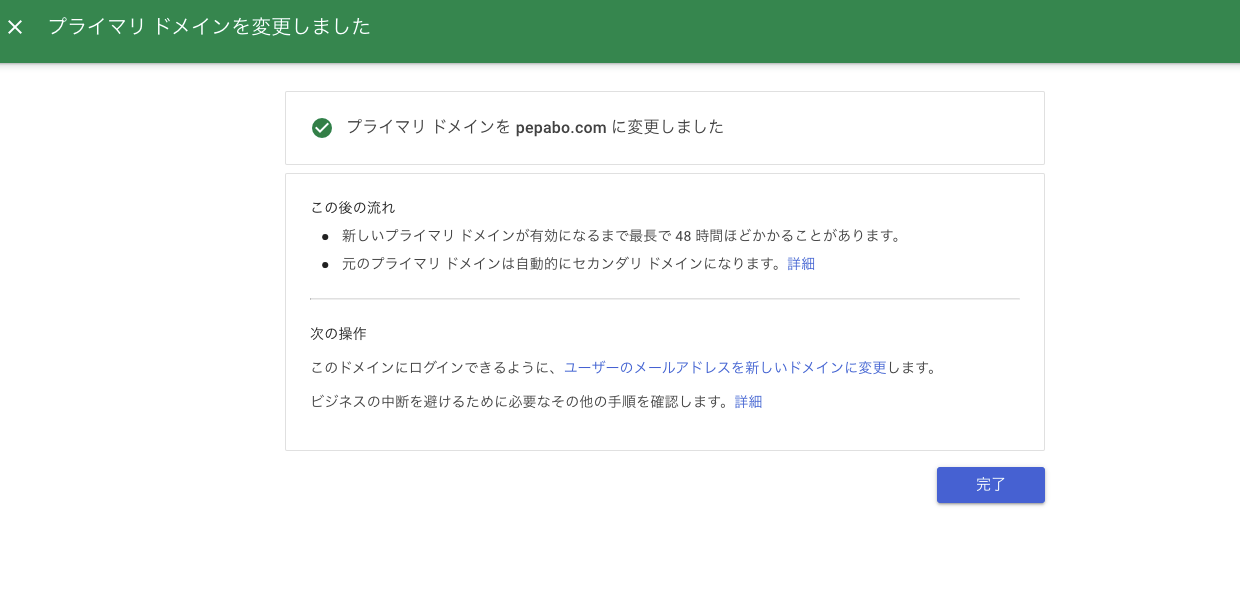 プライマリ ドメインを変更しました
プライマリ ドメインを pepabo.com に変更しました
この後の流れ
新しいプライマリ ドメインが有効になるまで最長で 48 時間ほどかかることがあります。
元のプライマリ ドメインは自動的にセカンダリ ドメインになります。詳細
次の操作
このドメインにログインできるように、ユーザーのメールアドレスを新しいドメインに変更します。
ビジネスの中断を避けるために必要なその他の手順を確認します。詳細
完了